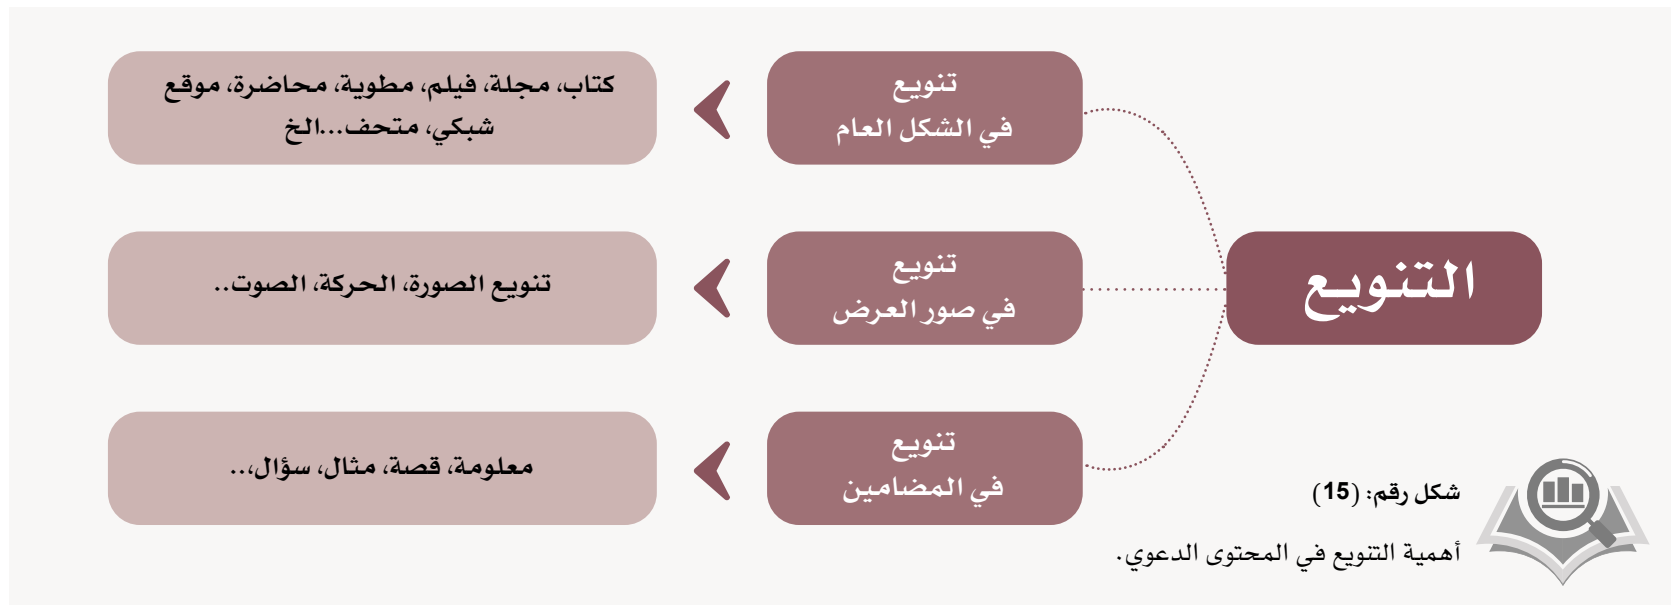 التنويع
تنويع
في الشكل العام
كتاب، مجلة، فيلم، مطوية، محاضرة، موقع
شبكي، متحف...الخ
تنويع
في صور العرض
تنويع الصورة، الحركة، الصوت..
تنويع
في المضامين
معلومة، قصة، مثال، سؤال،..
شكل رقم: (15)
أهمية التنويع في المحتوى الدعوي.